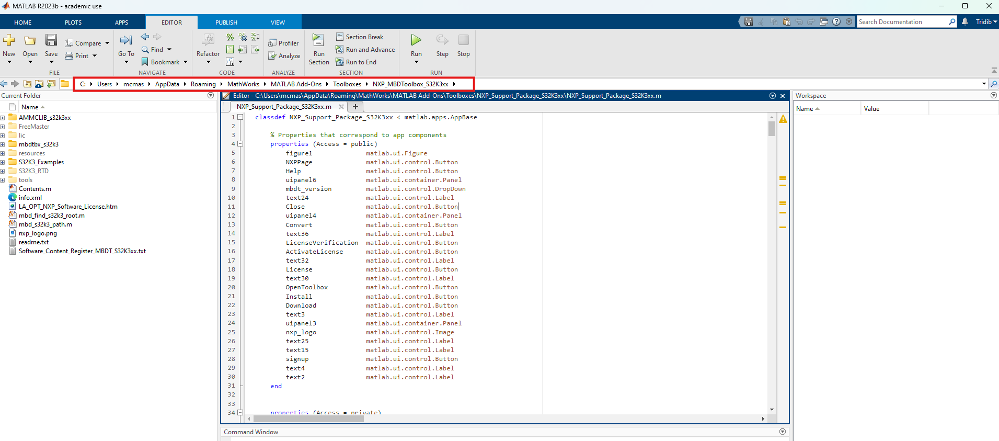 MATLAB R2023b - academic use
HOME PLOTS APPS EDITOR PUBLISH VIEW Search Documentation Tridib
New Open Save Compare Print
FILE
Go To Find Bookmark
NAVIGATE
Refactor
CODE
Profiler
Analyze
ANALYZE
Run Section
Section Break
Run and Advance
Run to End
SECTION
Run Step Stop
RUN
C: Users mcmas AppData Roaming MathWorks MATLAB Add-Ons Toolboxes NXP_MBDToolbox_S32K3xx
Current Folder
Name
AMMCLIB_s32k3xx
FreeMaster
lic
mbdtbx_s32k3
resources
S32K3_Examples
S32K3_RTD
tools
Contents.m
info.xml
LA_OPT_NXP_Software_License.htm
mbd_find_s32k3_root.m
mbd_s32k3_path.m
nxp_logo.png
readme.txt
Software_Content_Register_MBDT_S32K3xx.txt
Editor - C:\Users\mcmas\AppData\Roaming\MathWorks\MATLAB Add-Ons\Toolboxes\NXP_Support_Package_S32K3xx\NXP_Support_Package_S32K3xx.m
NXP_Support_Package_S32K3xx.m
1 classdef NXP_Support_Package_S32K3xx < matlab.apps.AppBase
2
3 % Properties that correspond to app components
4 properties (Access = public)
5 figure1 matlab.ui.Figure
6 NXPPage matlab.ui.control.Button
7 Help matlab.ui.control.Button
8 uipanel6 matlab.ui.container.Panel
9 mbdt_version matlab.ui.control.DropDown
10 text24 matlab.ui.control.Label
11 Close matlab.ui.control.Button
12 uipanel4 matlab.ui.container.Panel
13 Convert matlab.ui.control.Button
14 text36 matlab.ui.control.Label
15 LicenseVerification matlab.ui.control.Button
16 ActivateLicense matlab.ui.control.Button
17 text32 matlab.ui.control.Label
18 License matlab.ui.control.Button
19 text30 matlab.ui.control.Label
20 OpenToolbox matlab.ui.control.Button
21 Install matlab.ui.control.Button
22 Download matlab.ui.control.Button
23 text3 matlab.ui.control.Label
24 uipanel3 matlab.ui.container.Panel
25 nxp_logo matlab.ui.control.Image
26 text25 matlab.ui.control.Label
27 text15 matlab.ui.control.Label
28 signup matlab.ui.control.Button
29 text4 matlab.ui.control.Label
30 text2 matlab.ui.control.Label
31 end
32
33
34 properties (Access = private)
Command Window
Workspace
Name Value